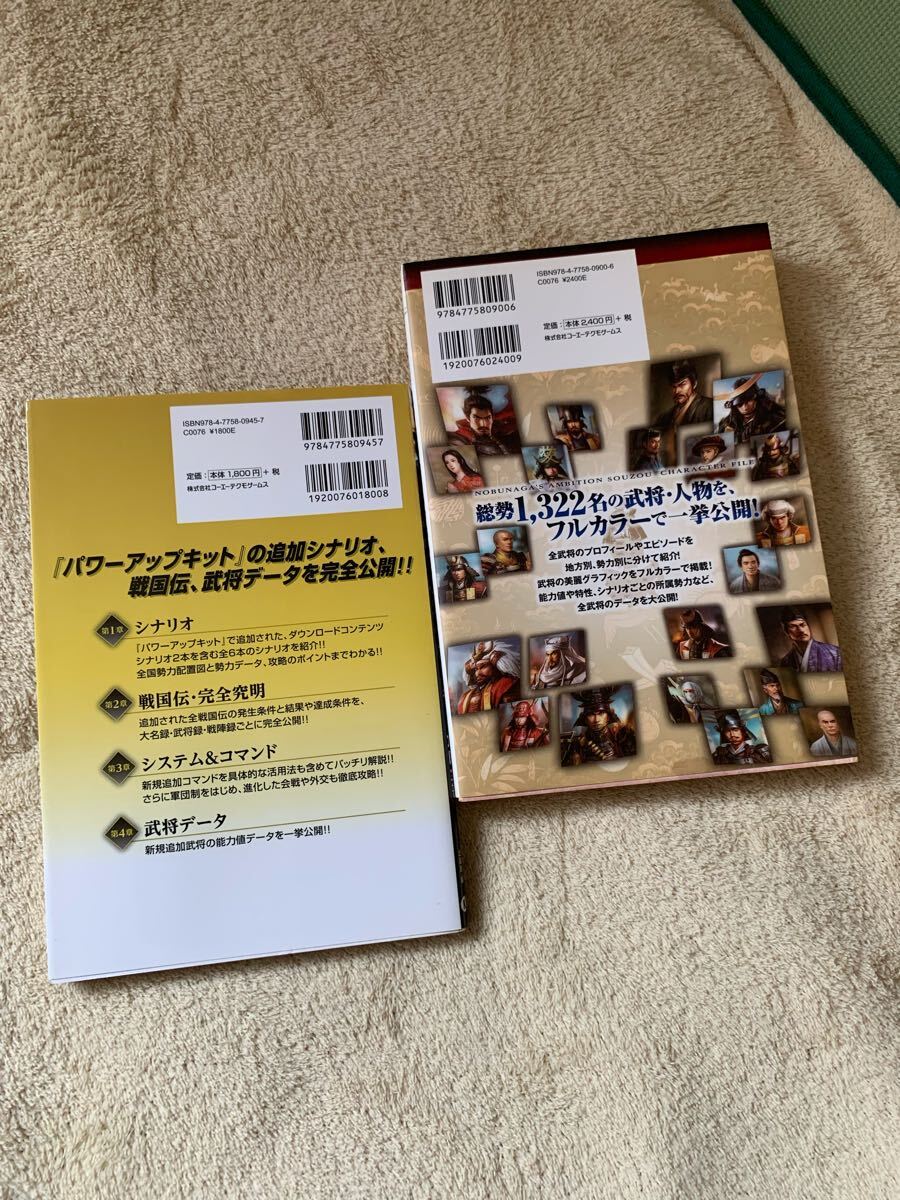 ISBN978-4-7758-0900-6
C0076 ¥2400E
9784775809006
定価：本体2,400円＋税
株式会社コーエーテクモゲームス
1920076024009
NOBUNAGA'S AMBITION SOUZOU CHARACTER FILE
総勢1,322名の武将・人物を、
フルカラーで一挙公開！
全武将のプロフィールやエピソードを
地方別、勢力別に分けて紹介！
武将の美麗グラフィックをフルカラーで掲載！
能力値や特性、シナリオごとの所属勢力など、
全武将のデータを大公開！
ISBN978-4-7758-0945-7
C0076 ¥1800E
9784775809457
定価：本体1,800円＋税
株式会社コーエーテクモゲームス
1920076018008
『パワーアップキット』の追加シナリオ、
戦国伝、武将データを完全公開!!
第1章 シナリオ
『パワーアップキット』で追加された、ダウンロードコンテンツ
シナリオ2本を含む全6本のシナリオを紹介!!
全国勢力配置図と勢力データ、攻略のポイントまでわかる!!
第2章 戦国伝・完全究明
追加された全戦国伝の発生条件と結果や達成条件を、
大名録・武将録・戦陣録ごとに完全公開!!
第3章 システム&コマンド
新規追加コマンドを具体的な活用法も含めてバッチリ解説!!
さらに軍団制をはじめ、進化した会戦や外交も徹底攻略!!
第4章 武将データ
新規追加武将の能力値データを一挙公開!!